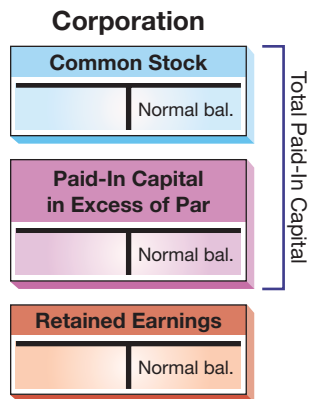 Corporation
Common Stock
Normal bal.
Paid-In Capital
in Excess of Par
Normal bal.
Retained Earnings
Normal bal.
Total Paid-In Capital